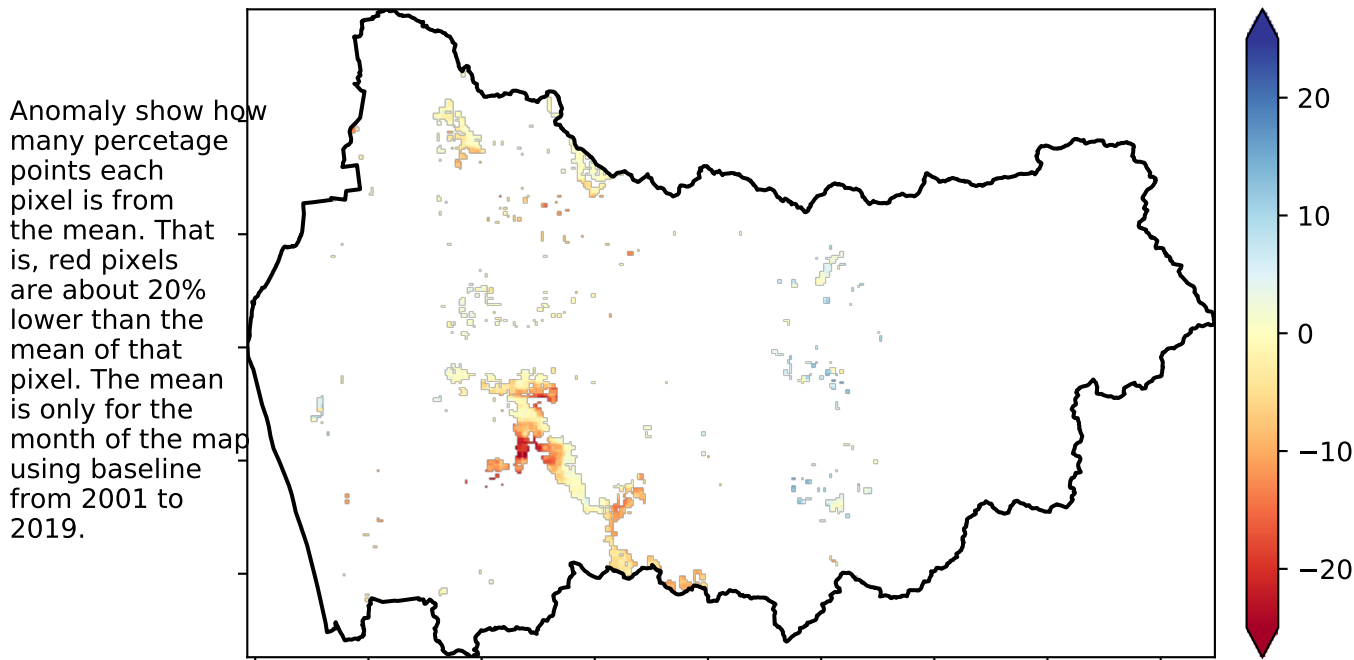 Anomaly show how
many percetage
points each
pixel is from
the mean. That
is, red pixels
are about 20%
lower than the
mean of that
pixel. The mean
is only for the
month of the map
using baseline
from 2001 to
2019.
20
10
0
−10
−20